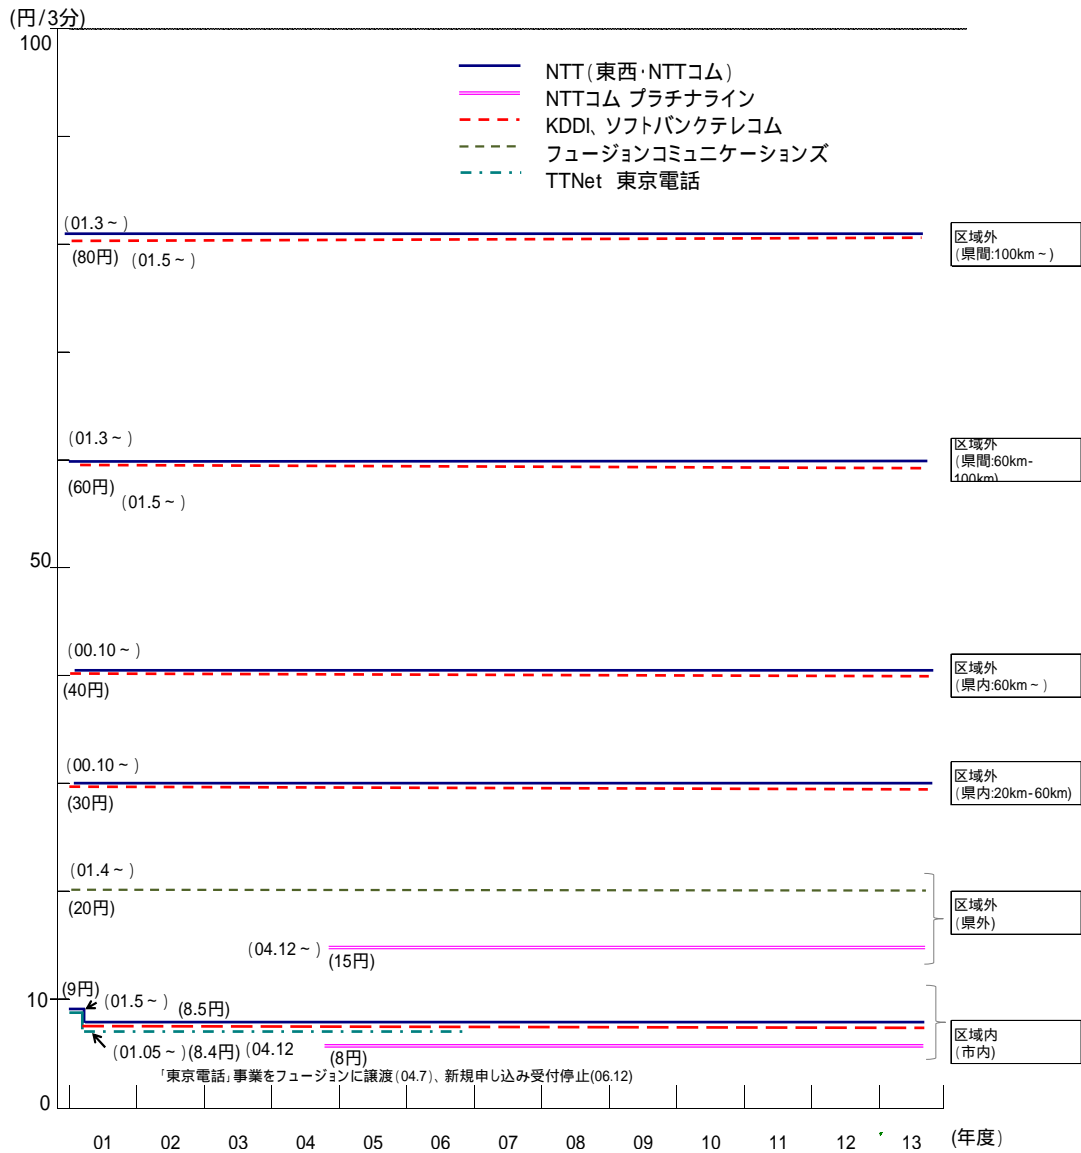 (円/3分)
100
NTT(東西・NTTコム)
NTTコム プラチナライン
KDDI、ソフトバンクテレコム
フュージョンコミュニケーションズ
TTNet 東京電話
(01.3~)
(80円)
(01.5~)
区域外
(県間:100km~)
(01.3~)
(60円)
(01.5~)
区域外
(県間:60km-
100km)
50
(00.10~)
(40円)
区域外
(県内:60km~)
(00.10~)
(30円)
区域外
(県内:20km-60km)
(01.4~)
(20円)
区域外
(県外)
(04.12~)
(15円)
(9円)
10
(01.5~)
(8.5円)
(01.05~)(8.4円)
(04.12
(8円)
区域内
(市内)
「東京電話」事業をフュージョンに譲渡(04.7)、新規申し込み受付停止(06.12)
0
01 02 03 04 05 06 07 08 09 10 11 12 13 (年度)